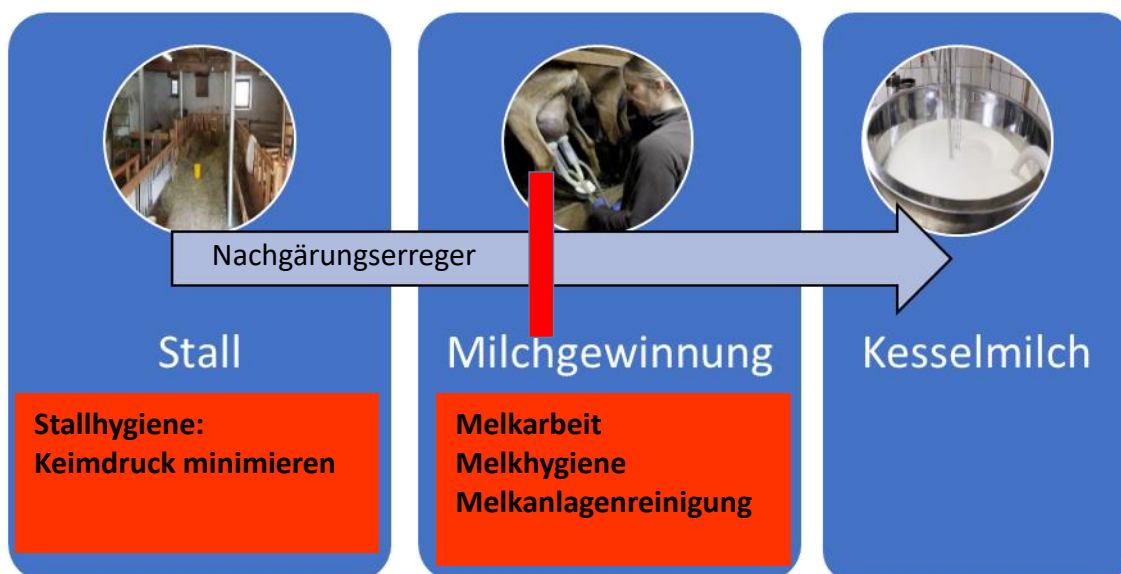 Nachgärungserreger
Stall
Milchgewinnung
Kesselmilch
Stallhygiene:
Keimdruck minimieren
Melkarbeit
Melkhygiene
Melkanlagenreinigung